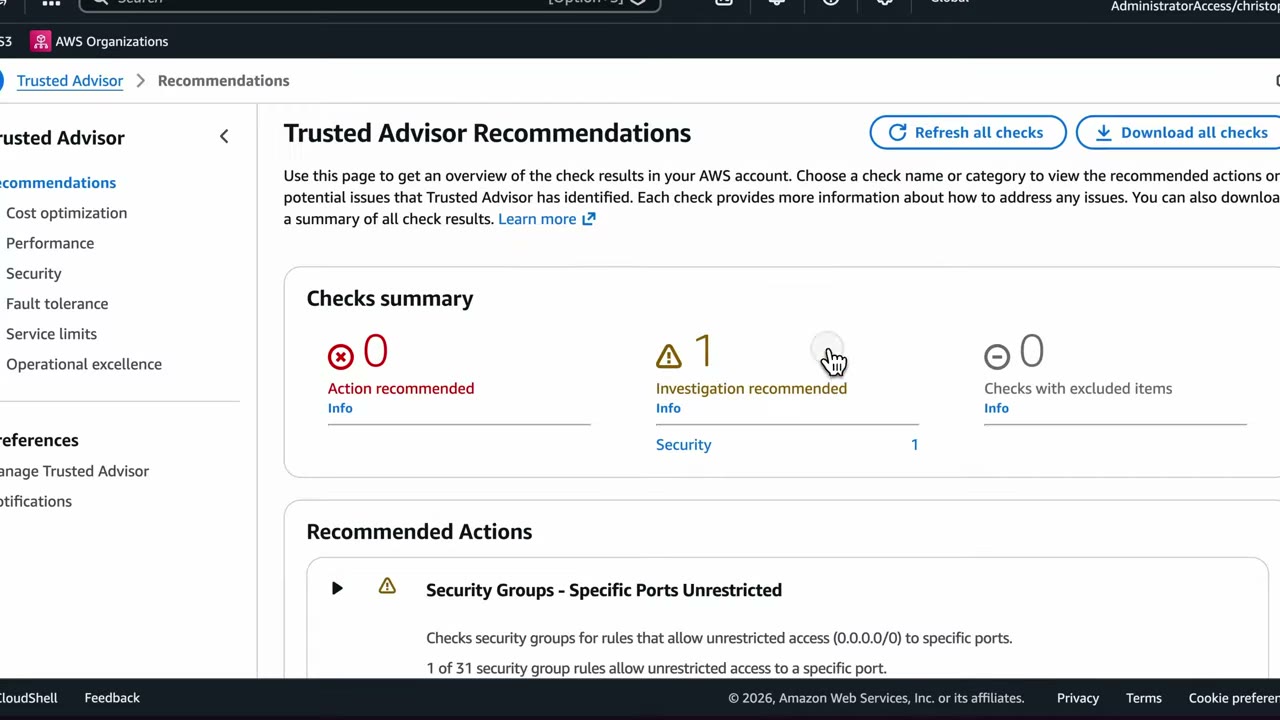 Search
[Option+S]
Global
AdministratorAccess/christop
S3
AWS Organizations
Trusted Advisor
Recommendations
rusted Advisor
Trusted Advisor Recommendations
Refresh all checks
Download all checks
ecommendations
Use this page to get an overview of the check results in your AWS account. Choose a check name or category to view the recommended actions or
potential issues that Trusted Advisor has identified. Each check provides more information about how to address any issues. You can also downloa
a summary of all check results. Learn more
Cost optimization
Performance
Security
Fault tolerance
Service limits
Operational excellence
references
anage Trusted Advisor
otifications
Checks summary
0
Action recommended
Info
1
Investigation recommended
Info
Security 1
0
Checks with excluded items
Info
Recommended Actions
Security Groups - Specific Ports Unrestricted
Checks security groups for rules that allow unrestricted access (0.0.0.0/0) to specific ports.
1 of 31 security group rules allow unrestricted access to a specific port.
CloudShell
Feedback
© 2026, Amazon Web Services, Inc. or its affiliates.
Privacy
Terms
Cookie preferen